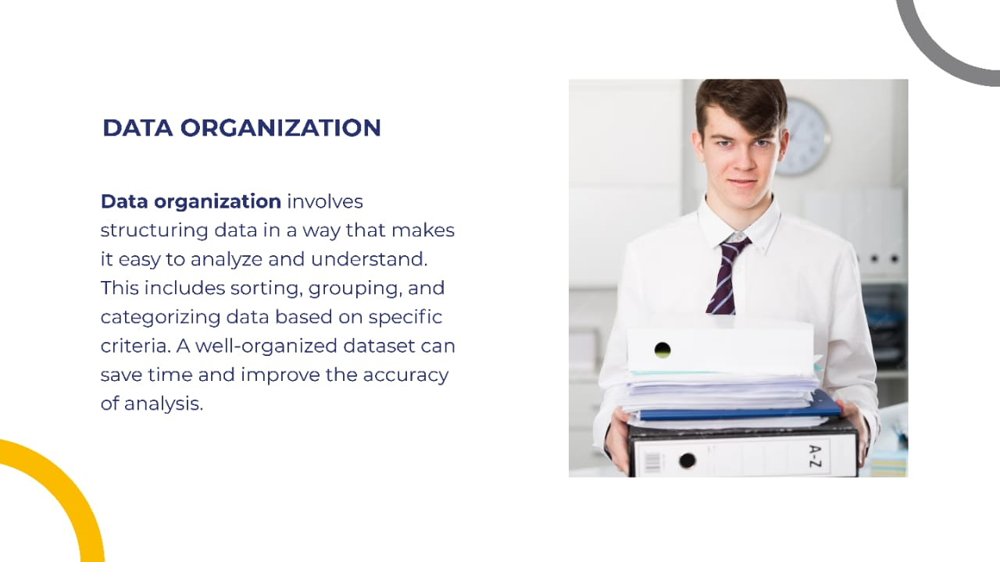 DATA ORGANIZATION
Data organization involves
structuring data in a way that makes
it easy to analyze and understand.
This includes sorting, grouping, and
categorizing data based on specific
criteria. A well-organized dataset can
save time and improve the accuracy
of analysis.
A-Z